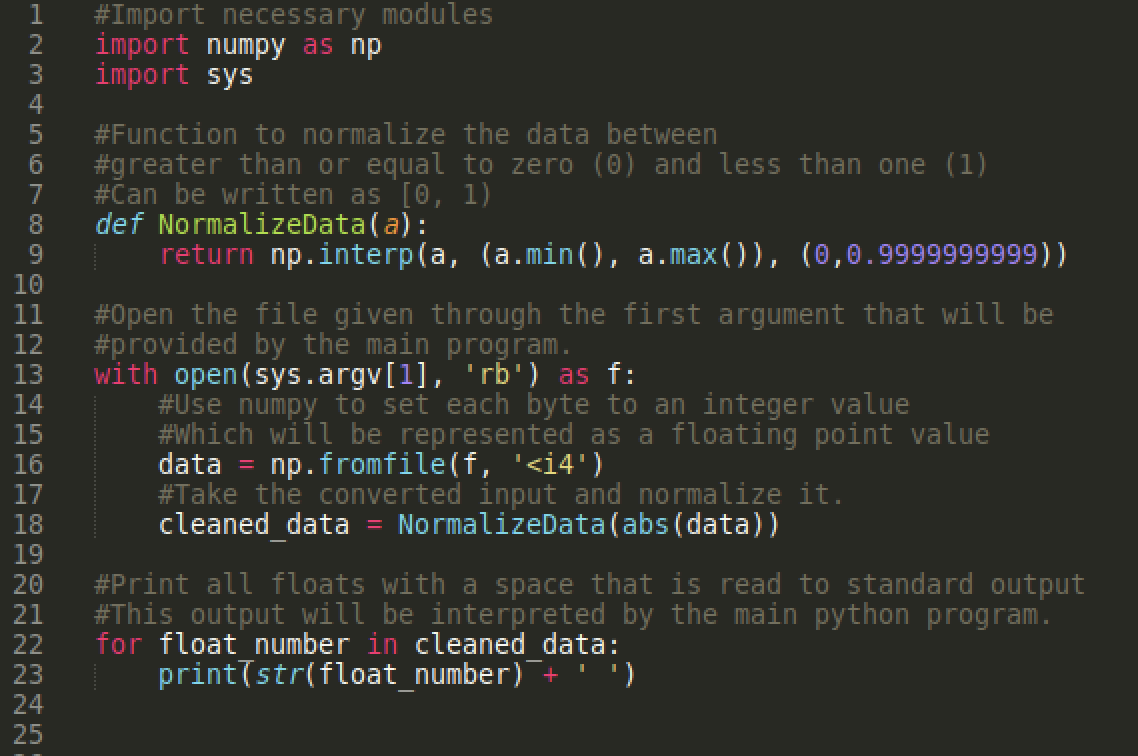 1 #Import necessary modules
2 import numpy as np
3 import sys
4
5 #Function to normalize the data between
6 #greater than or equal to zero (0) and less than one (1)
7 #Can be written as [0, 1)
8 def NormalizeData(a):
9     return np.interp(a, (a.min(), a.max()), (0,0.9999999999))
10
11 #Open the file given through the first argument that will be
12 #provided by the main program.
13 with open(sys.argv[1], 'rb') as f:
14     #Use numpy to set each byte to an integer value
15     #Which will be represented as a floating point value
16     data = np.fromfile(f, '<i4')
17     #Take the converted input and normalize it.
18     cleaned_data = NormalizeData(abs(data))
19
20 #Print all floats with a space that is read to standard output
21 #This output will be interpreted by the main python program.
22 for float_number in cleaned_data:
23     print(str(float_number) + ' ')
24
25